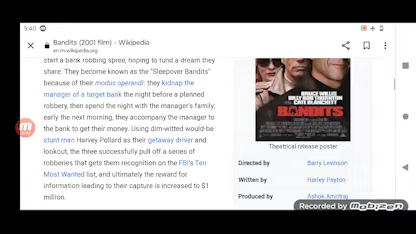 9:40
Bandits (2001 film) - Wikipedia
en.m.wikipedia.org
start a bank robbing spree, hoping to fund a dream they
share. They become known as the "Sleepover Bandits"
because of their modus operandi: they kidnap the
manager of a target bank the night before a planned
robbery, then spend the night with the manager's family;
early the next morning, they accompany the manager to
the bank to get their money. Using dim-witted would-be
stunt man Harvey Pollard as their getaway driver and
lookout, the three successfully pull off a series of
robberies that gets them recognition on the FBI's Ten
Most Wanted list, and ultimately the reward for
information leading to their capture is increased to $1
million.
BRUCE WILLIS
BILLY BOB THORNTON
CATE BLANCHETT
BANDITS
Theatrical release poster
Directed by Barry Levinson
Written by Harley Peyton
Produced by Ashok Amritraj
Recorded by mobizen